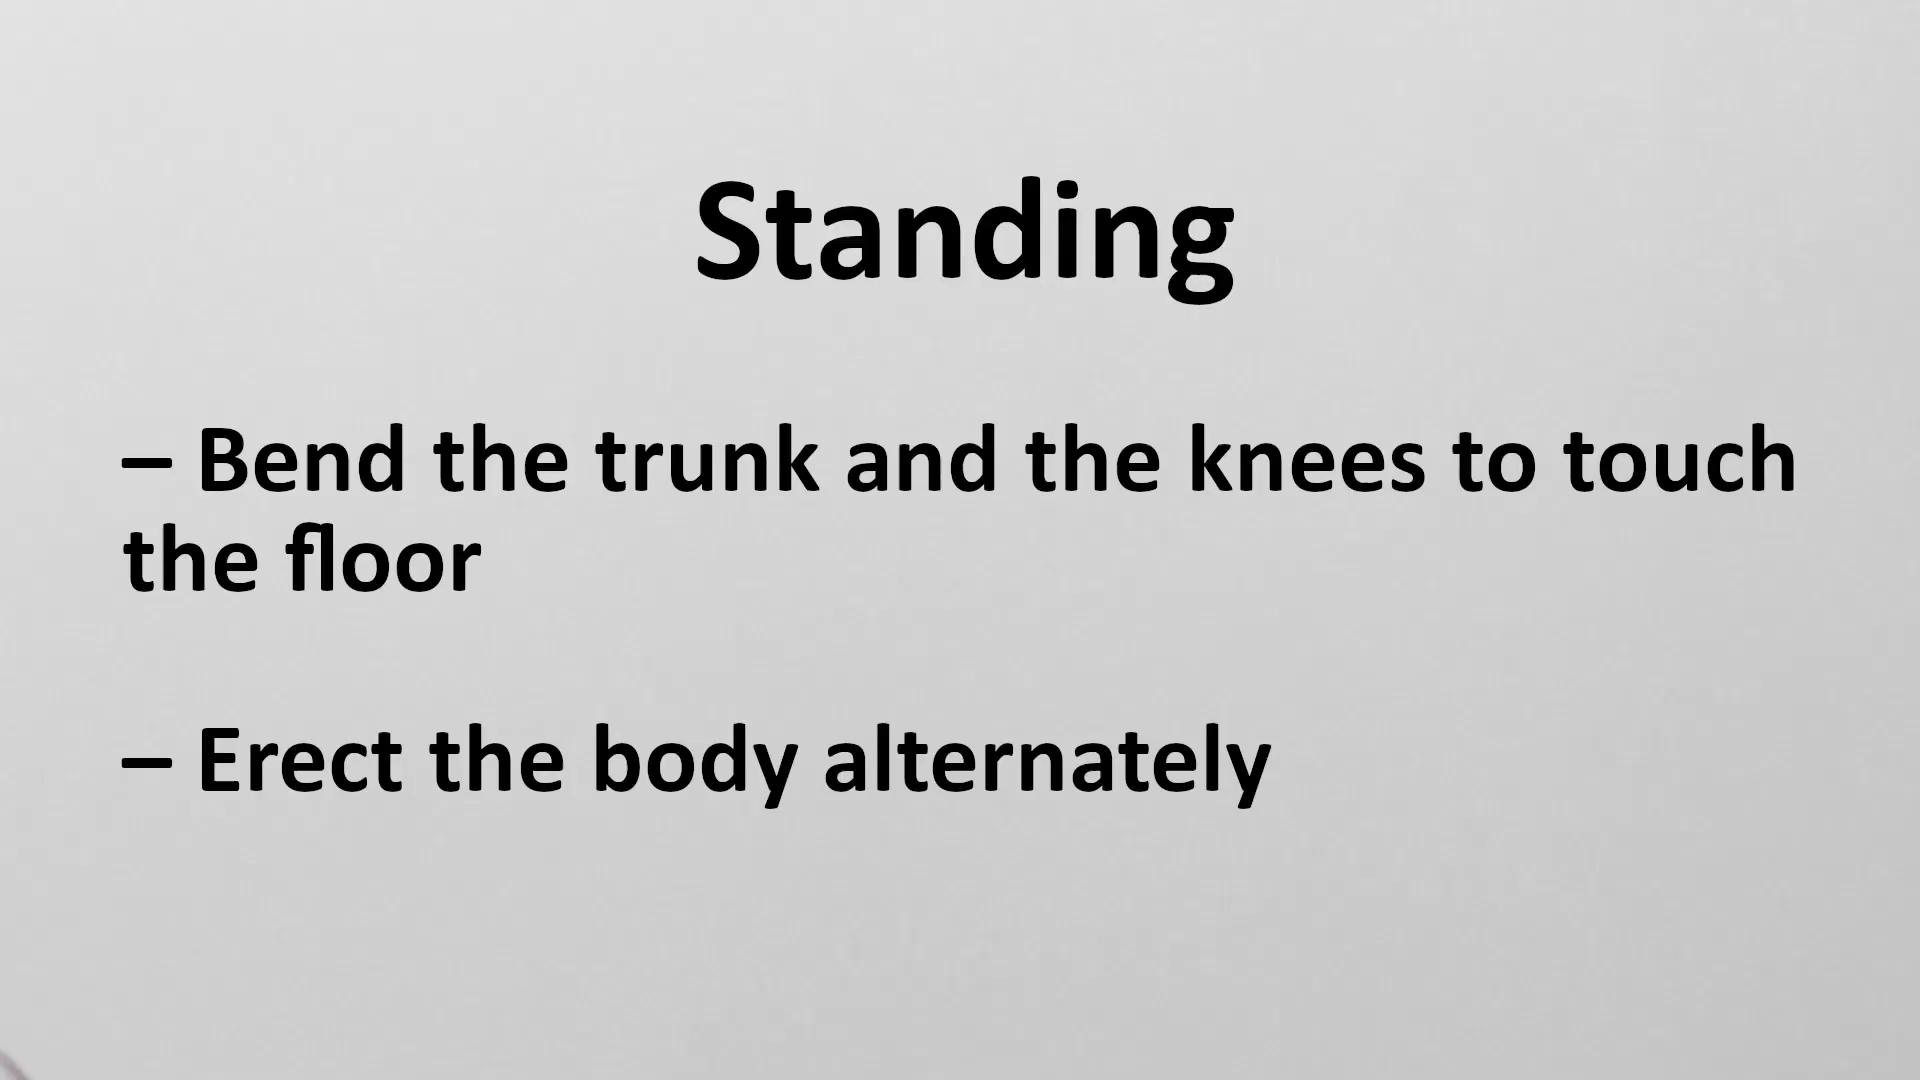 Standing
– Bend the trunk and the knees to touch
the floor
– Erect the body alternately